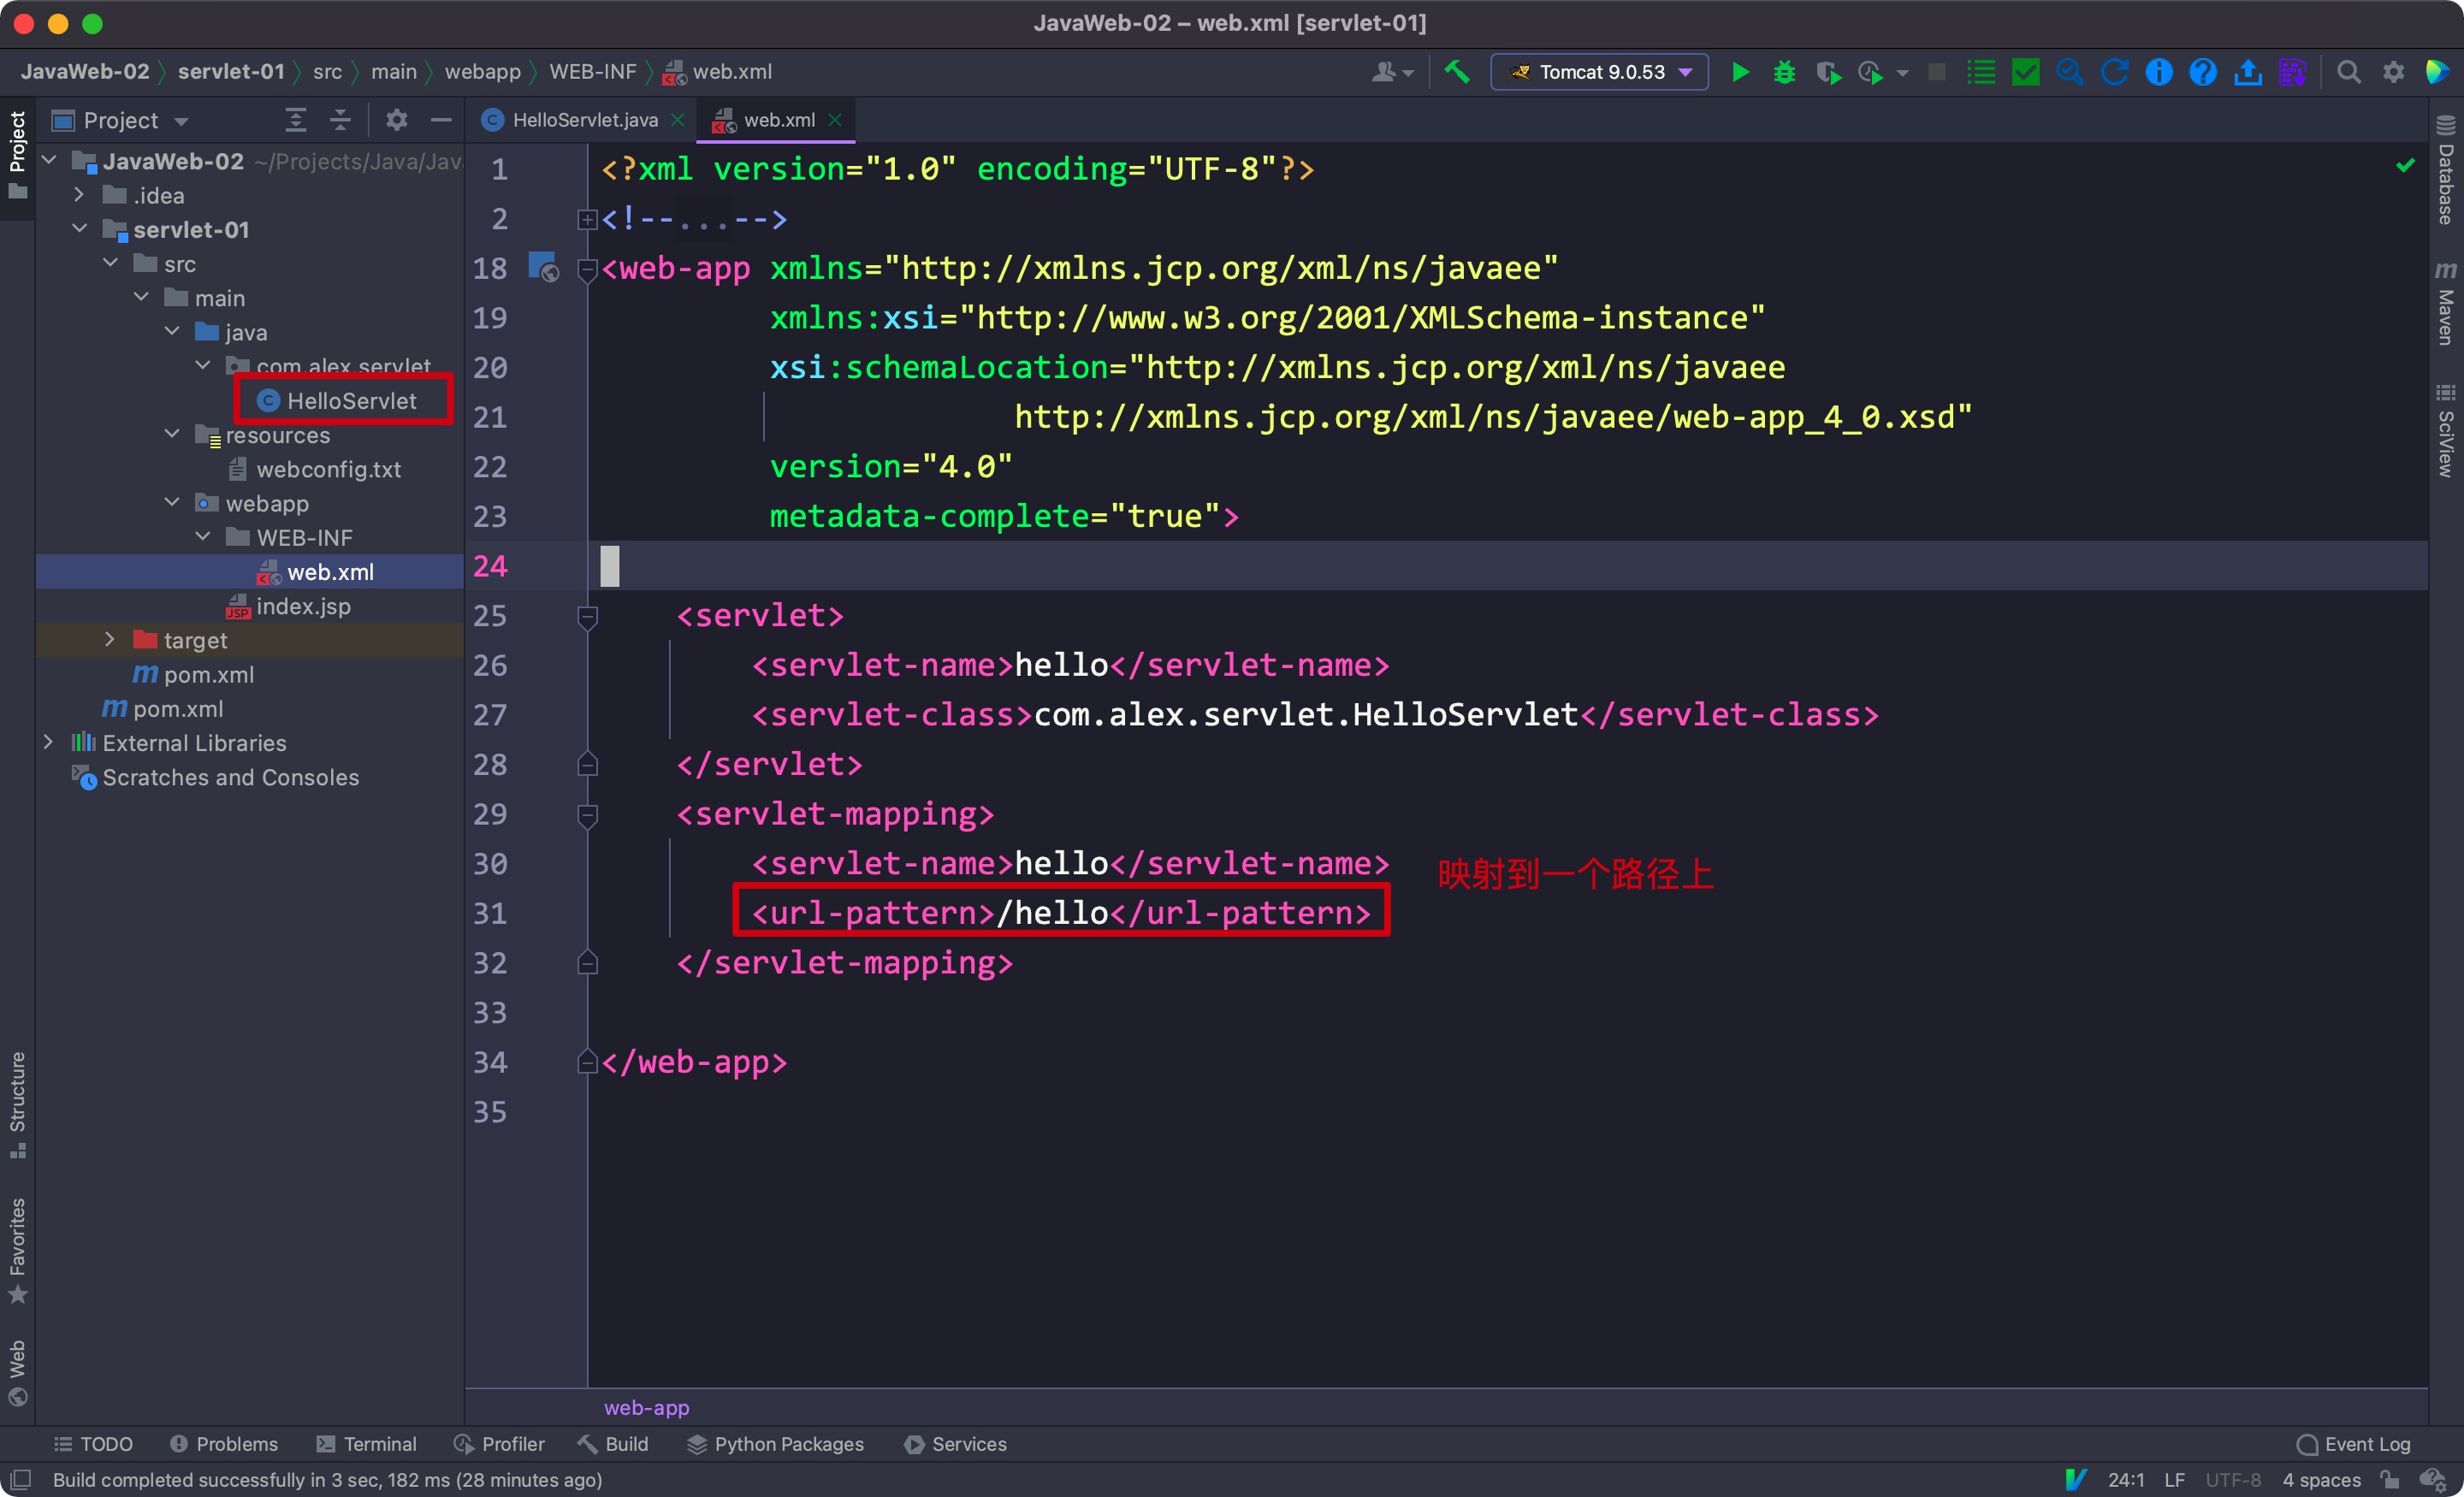 JavaWeb-02 – web.xml [servlet-01]
JavaWeb-02 servlet-01 src main webapp WEB-INF web.xml
Tomcat 9.0.53
Project
HelloServlet.java
web.xml
Project
JavaWeb-02 ~/Projects/Java/Jav
.idea
servlet-01
src
main
java
com.alex.servlet
HelloServlet
resources
webconfig.txt
webapp
WEB-INF
web.xml
index.jsp
target
pom.xml
pom.xml
External Libraries
Scratches and Consoles
1 <?xml version="1.0" encoding="UTF-8"?>
2 <!--...-->
18 <web-app xmlns="http://xmlns.jcp.org/xml/ns/javaee"
19 xmlns:xsi="http://www.w3.org/2001/XMLSchema-instance"
20 xsi:schemaLocation="http://xmlns.jcp.org/xml/ns/javaee
21 http://xmlns.jcp.org/xml/ns/javaee/web-app_4_0.xsd"
22 version="4.0"
23 metadata-complete="true">
24
25 <servlet>
26 <servlet-name>hello</servlet-name>
27 <servlet-class>com.alex.servlet.HelloServlet</servlet-class>
28 </servlet>
29 <servlet-mapping>
30 <servlet-name>hello</servlet-name>
映射到一个路径上
31 <url-pattern>/hello</url-pattern>
32 </servlet-mapping>
33
34 </web-app>
35
Database
Maven
SciView
Structure
Favorites
Web
web-app
TODO Problems Terminal Profiler Build Python Packages Services Event Log
Build completed successfully in 3 sec, 182 ms (28 minutes ago)
24:1 LF UTF-8 4 spaces